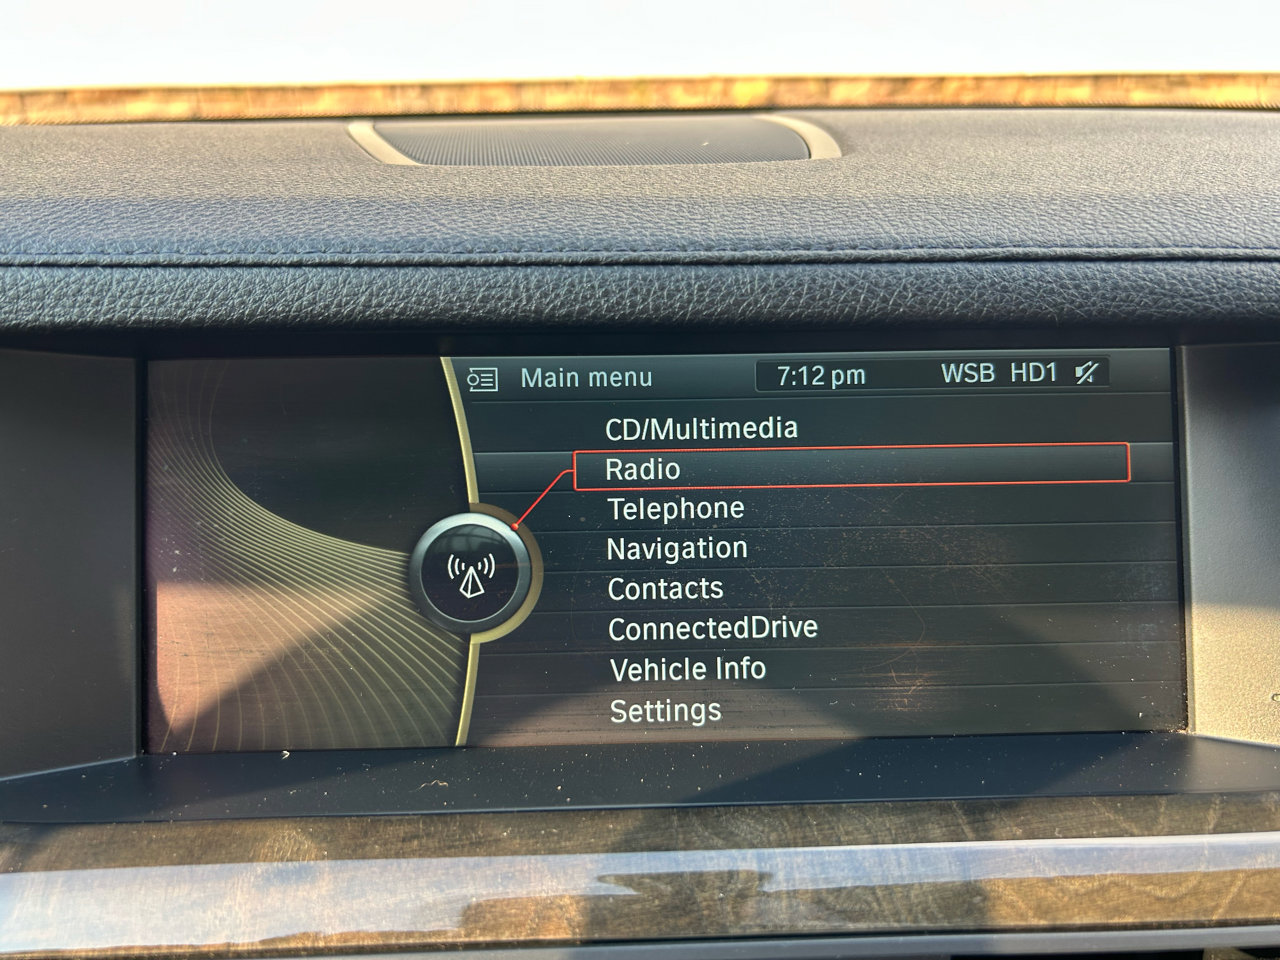 Main menu 7:12 pm WSB HD1
CD/Multimedia
Radio
Telephone
Navigation
Contacts
ConnectedDrive
Vehicle Info
Settings